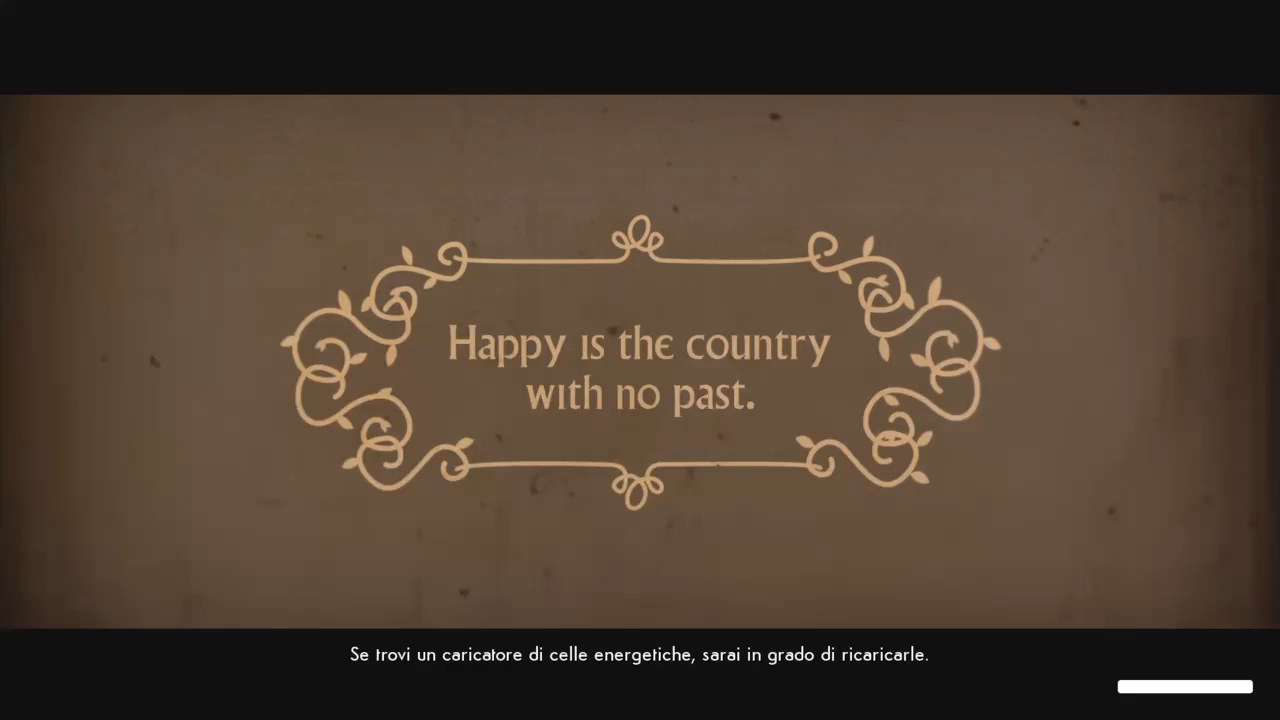 Happy is the country
with no past.
Se trovi un caricatore di celle energetiche, sarai in grado di ricaricarle.